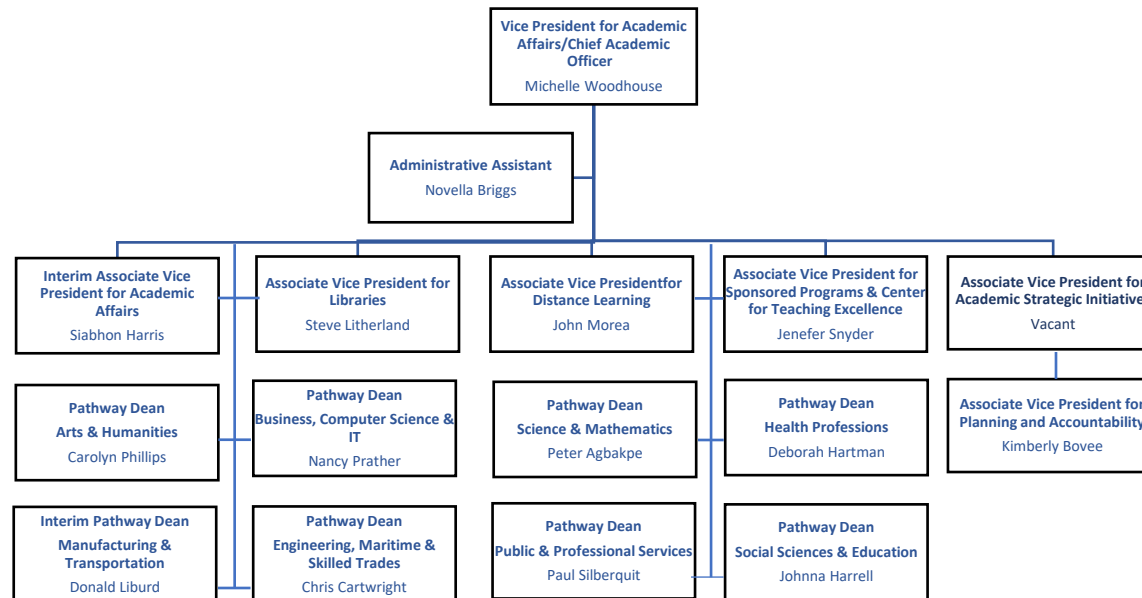 Vice President for Academic
Affairs/Chief Academic
Officer
Michelle Woodhouse
Administrative Assistant
Novella Briggs
Interim Associate Vice
President for Academic
Affairs
Siabhon Harris
Associate Vice President for
Libraries
Steve Litherland
Associate Vice Presidentfor
Distance Learning
John Morea
Associate Vice President for
Sponsored Programs & Center
for Teaching Excellence
Jenefer Snyder
Associate Vice President for
Academic Strategic Initiative
Vacant
Pathway Dean
Arts & Humanities
Carolyn Phillips
Pathway Dean
Business, Computer Science &
IT
Nancy Prather
Pathway Dean
Science & Mathematics
Peter Agbakpe
Pathway Dean
Health Professions
Deborah Hartman
Associate Vice President for
Planning and Accountability
Kimberly Bovee
Interim Pathway Dean
Manufacturing &
Transportation
Donald Liburd
Pathway Dean
Engineering, Maritime &
Skilled Trades
Chris Cartwright
Pathway Dean
Public & Professional Services
Paul Silberquit
Pathway Dean
Social Sciences & Education
Johnna Harrell